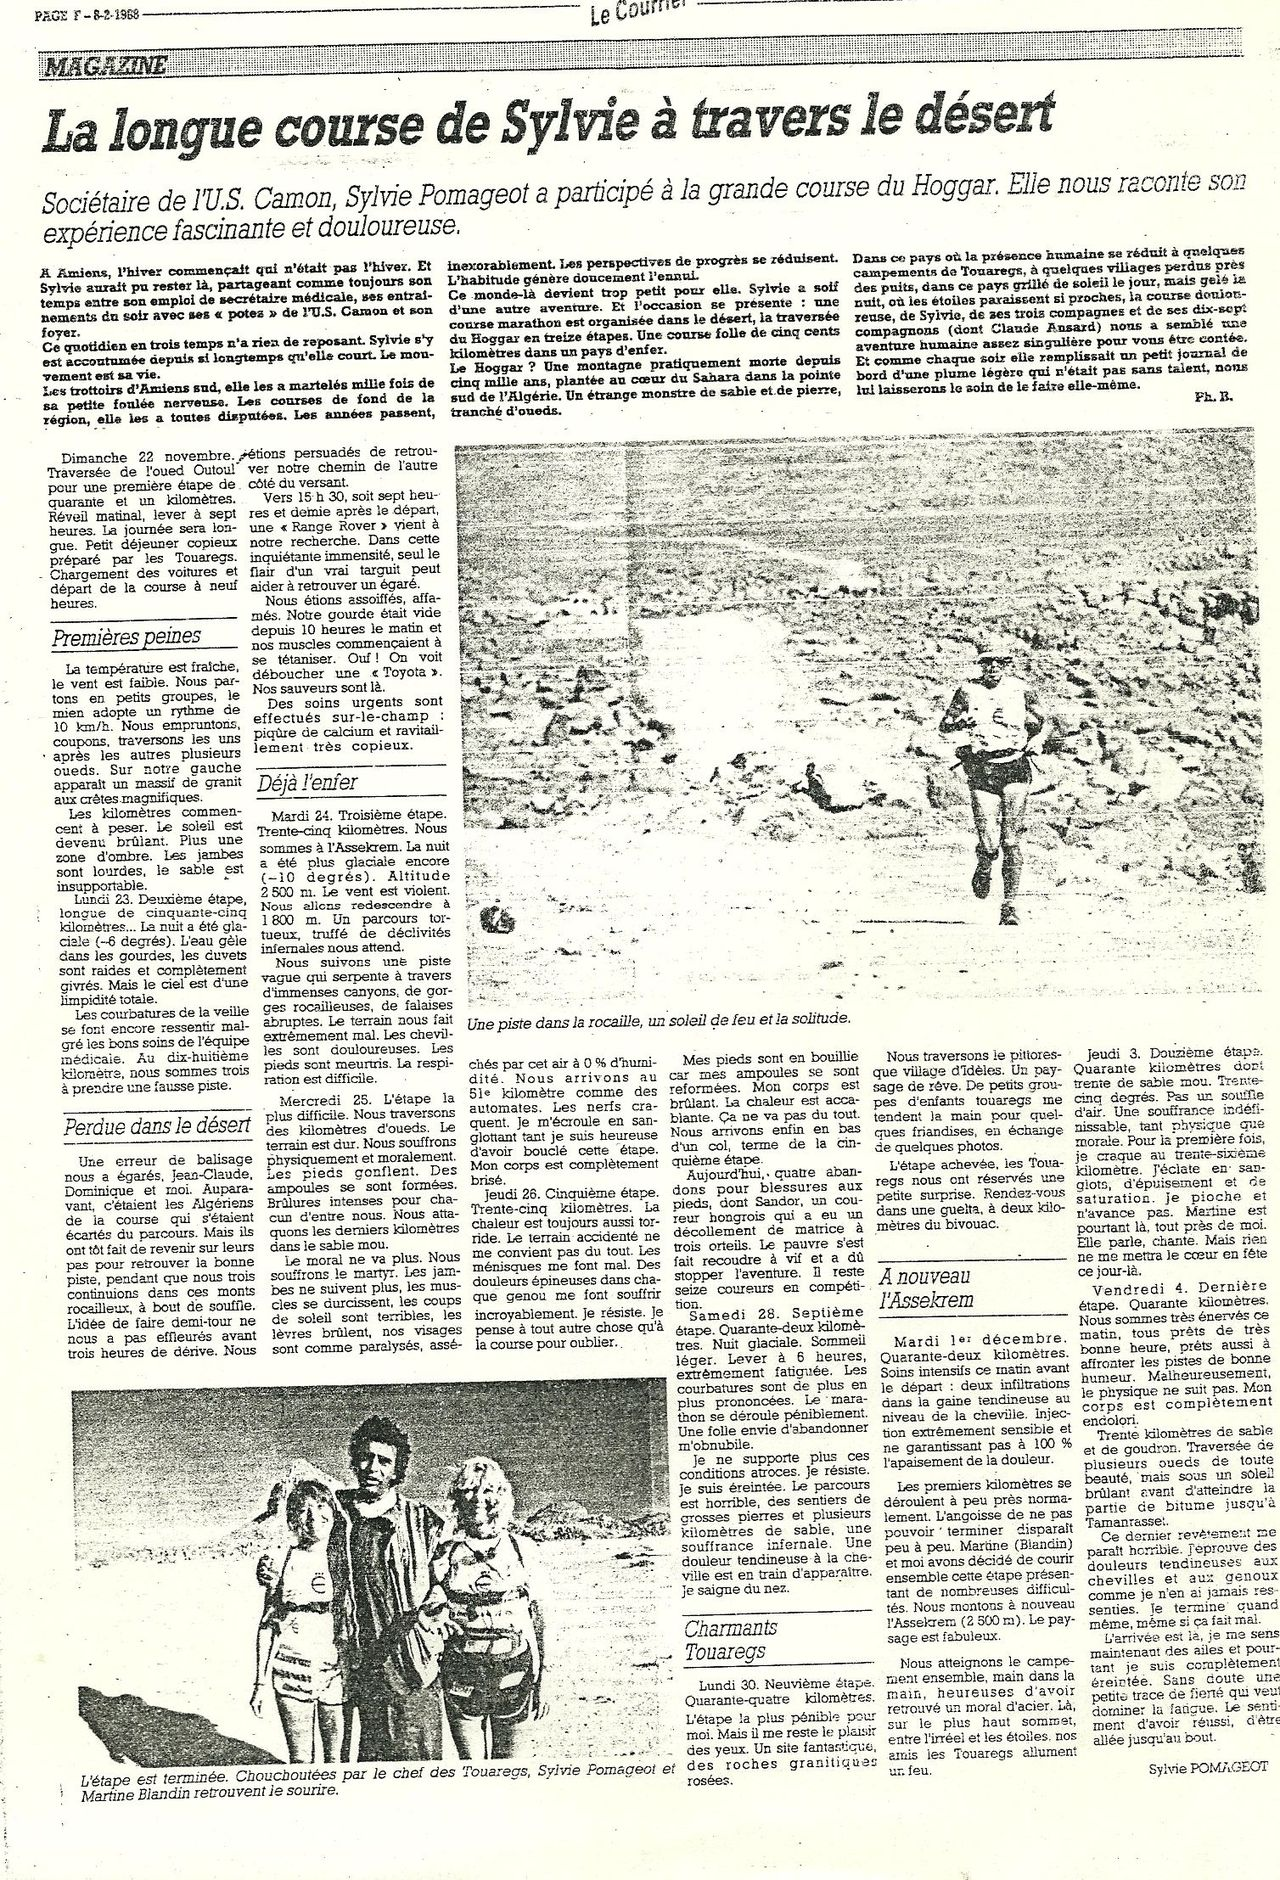 PAGE F - 8-2-1988
Le Courrier
MAGAZINE
La longue course de Sylvie à travers le désert
Sociétaire de l'U.S. Camon, Sylvie Pomageot a participé à la grande course du Hoggar. Elle nous raconte son
expérience fascinante et douloureuse.
A Amiens, l'hiver commençait qui n'était pas l'hiver. Et
Sylvie aurait pu rester là, partageant comme toujours son
temps entre son emploi de secrétaire médicale, ses entraî-
nements du soir avec ses « potes » de l'U.S. Camon et son
foyer.
Ce quotidien en trois temps n'a rien de reposant. Sylvie s'y
est accoutumée depuis si longtemps qu'elle court. Le mou-
vement est sa vie.
Les trottoirs d'Amiens sud, elle les a martelés mille fois de
sa petite foulée nerveuse. Les courses de fond de la
région, elle les a toutes disputées. Les années passent,
inexorablement. Les perspectives de progrès se réduisent.
L'habitude génère doucement l'ennui.
Ce monde-là devient trop petit pour elle. Sylvie a soif
d'une autre aventure. Et l'occasion se présente : une
course marathon est organisée dans le désert, la traversée
du Hoggar en treize étapes. Une course folle de cinq cents
kilomètres dans un pays d'enfer.
Le Hoggar ? Une montagne pratiquement morte depuis
cinq mille ans, plantée au cœur du Sahara dans la pointe
sud de l'Algérie. Un étrange monstre de sable et de pierre,
tranché d'oueds.
Dans ce pays où la présence humaine se réduit à quelques
campements de Touaregs, à quelques villages perdus près
des puits, dans ce pays grillé de soleil le jour, mais gelé la
nuit, où les étoiles paraissent si proches, la course doulou-
reuse, de Sylvie, de ses trois compagnes et de ses dix-sept
compagnons (dont Claude Ansard) nous a semblé une
aventure humaine assez singulière pour vous être contée.
Et comme chaque soir elle remplissait un petit journal de
bord d'une plume légère qui n'était pas sans talent, nous
lui laisserons le soin de le faire elle-même.
Ph. R.
Dimanche 22 novembre.
Traversée de l'oued Outoul
pour une première étape de
quarante et un kilomètres.
Réveil matinal, lever à sept
heures. La journée sera lon-
gue. Petit déjeuner copieux
préparé par les Touaregs.
Chargement des voitures et
départ de la course à neuf
heures.
Premières peines
La température est fraîche,
le vent est faible. Nous par-
tons en petits groupes, le
mien adopte un rythme de
10 km/h. Nous empruntons,
coupons, traversons les uns
après les autres plusieurs
oueds. Sur notre gauche
apparaît un massif de granit
aux crêtes magnifiques.
Les kilomètres commen-
cent à peser. Le soleil est
devenu brûlant. Plus une
zone d'ombre. Les jambes
sont lourdes, le sable est
insupportable.
Lundi 23. Deuxième étape,
longue de cinquante-cinq
kilomètres... La nuit a été gla-
ciale (–6 degrés). L'eau gèle
dans les gourdes, les duvets
sont raides et complètement
givrés. Mais le ciel est d'une
limpidité totale.
Les courbatures de la veille
se font encore ressentir mal-
gré les bons soins de l'équipe
médicale. Au dix-huitième
kilomètre, nous sommes trois
à prendre une fausse piste.
Perdue dans le désert
Une erreur de balisage
nous a égarés, Jean-Claude,
Dominique et moi. Aupara-
vant, c'étaient les Algériens
de la course qui s'étaient
écartés du parcours. Mais ils
ont tôt fait de revenir sur leurs
pas pour retrouver la bonne
piste, pendant que nous trois
continuions dans ces monts
rocailleux, à bout de souffle.
L'idée de faire demi-tour ne
nous a pas effleurés avant
trois heures de dérive. Nous
étions persuadés de retrou-
ver notre chemin de l'autre
côté du versant.
Vers 15 h 30, soit sept heu-
res et demie après le départ,
une « Range Rover » vient à
notre recherche. Dans cette
inquiétante immensité, seul le
flair d'un vrai targuit peut
aider à retrouver un égaré.
Nous étions assoiffés, affa-
més. Notre gourde était vide
depuis 10 heures le matin et
nos muscles commençaient à
se tétaniser. Ouf ! On voit
déboucher une « Toyota ».
Nos sauveurs sont là.
Des soins urgents sont
effectués sur-le-champ :
piqûre de calcium et ravitail-
lement très copieux.
Déjà l'enfer
Mardi 24. Troisième étape.
Trente-cinq kilomètres. Nous
sommes à l'Assekrem. La nuit
a été plus glaciale encore
(–10 degrés). Altitude
2 500 m. Le vent est violent.
Nous allons redescendre à
1 800 m. Un parcours tor-
tueux, truffé de déclivités
infernales nous attend.
Nous suivons une piste
vague qui serpente à travers
d'immenses canyons, de gor-
ges rocailleuses, de falaises
abruptes. Le terrain nous fait
extrêmement mal. Les chevil-
les sont douloureuses. Les
pieds sont meurtris. La respi-
ration est difficile.
Mercredi 25. L'étape la
plus difficile. Nous traversons
des kilomètres d'oueds. Le
terrain est dur. Nous souffrons
physiquement et moralement.
Les pieds gonflent. Des
ampoules se sont formées.
Brûlures intenses pour cha-
cun d'entre nous. Nous atta-
quons les derniers kilomètres
dans le sable mou.
Le moral ne va plus. Nous
souffrons le martyr. Les jam-
bes ne suivent plus, les mus-
cles se durcissent, les coups
de soleil sont terribles, les
lèvres brûlent, nos visages
sont comme paralysés, assé-
Une piste dans la rocaille, un soleil de feu et la solitude.
chés par cet air à 0 % d'humi-
dité. Nous arrivons au
51e kilomètre comme des
automates. Les nerfs cra-
quent. Je m'écroule en san-
glottant tant je suis heureuse
d'avoir bouclé cette étape.
Mon corps est complètement
brisé.
Jeudi 26. Cinquième étape.
Trente-cinq kilomètres. La
chaleur est toujours aussi tor-
ride. Le terrain accidenté ne
me convient pas du tout. Les
ménisques me font mal. Des
douleurs épineuses dans cha-
que genou me font souffrir
incroyablement. Je résiste. Je
pense à tout autre chose qu'à
la course pour oublier.
Mes pieds sont en bouillie
car mes ampoules se sont
reformées. Mon corps est
brûlant. La chaleur est acca-
blante. Ça ne va pas du tout.
Nous arrivons enfin en bas
d'un col, terme de la cin-
quième étape.
Aujourd'hui, quatre aban-
dons pour blessures aux
pieds, dont Sandor, un cou-
reur hongrois qui a eu un
décollement de matrice à
trois orteils. Le pauvre s'est
fait recoudre à vif et a dû
stopper l'aventure. Il reste
seize coureurs en compéti-
tion.
Samedi 28. Septième
étape. Quarante-deux kilomè-
tres. Nuit glaciale. Sommeil
léger. Lever à 6 heures,
extrêmement fatiguée. Les
courbatures sont de plus en
plus prononcées. Le mara-
thon se déroule péniblement.
Une folle envie d'abandonner
m'obnubile.
Je ne supporte plus ces
conditions atroces. Je résiste.
Je suis éreintée. Le parcours
est horrible, des sentiers de
grosses pierres et plusieurs
kilomètres de sable, une
souffrance infernale. Une
douleur tendineuse à la che-
ville est en train d'apparaître.
Je saigne du nez.
Charmants
Touaregs
Lundi 30. Neuvième étape.
Quarante-quatre kilomètres.
L'étape la plus pénible pour
moi. Mais il me reste le plaisir
des yeux. Un site fantastique,
des roches granitiques
rosées.
Nous traversons le pittores-
que village d'Idèles. Un pay-
sage de rêve. De petits grou-
pes d'enfants touaregs me
tendent la main pour quel-
ques friandises, en échange
de quelques photos.
L'étape achevée, les Toua-
regs nous ont réservés une
petite surprise. Rendez-vous
dans une guelta, à deux kilo-
mètres du bivouac.
A nouveau
l'Assekrem
Mardi 1er décembre.
Quarante-deux kilomètres.
Soins intensifs ce matin avant
le départ : deux infiltrations
dans la gaine tendineuse au
niveau de la cheville. Injec-
tion extrêmement sensible et
ne garantissant pas à 100 %
l'apaisement de la douleur.
Les premiers kilomètres se
déroulent à peu près norma-
lement. L'angoisse de ne pas
pouvoir terminer disparaît
peu à peu. Martine (Blandin)
et moi avons décidé de courir
ensemble cette étape présen-
tant de nombreuses difficul-
tés. Nous montons à nouveau
l'Assekrem (2 500 m). Le pay-
sage est fabuleux.
Nous atteignons le campe-
ment ensemble, main dans la
main, heureuses d'avoir
retrouvé un moral d'acier. Là,
sur le plus haut sommet,
entre l'irréel et les étoiles, nos
amis les Touaregs allument
un feu.
Jeudi 3. Douzième étape.
Quarante kilomètres dont
trente de sable mou. Trente-
cinq degrés. Pas un souffle
d'air. Une souffrance indéfi-
nissable, tant physique que
morale. Pour la première fois,
je craque au trente-sixième
kilomètre. J'éclate en san-
glots, d'épuisement et de
saturation. Je pioche et
n'avance pas. Martine est
pourtant là, tout près de moi.
Elle parle, chante. Mais rien
ne me mettra le cœur en fête
ce jour-là.
Vendredi 4. Dernière
étape. Quarante kilomètres.
Nous sommes très énervés ce
matin, tous prêts de très
bonne heure, prêts aussi à
affronter les pistes de bonne
humeur. Malheureusement,
le physique ne suit pas. Mon
corps est complètement
endolori.
Trente kilomètres de sable
et de goudron. Traversée de
plusieurs oueds de toute
beauté, mais sous un soleil
brûlant avant d'atteindre la
partie de bitume jusqu'à
Tamanrasset.
Ce dernier revêtement me
paraît horrible. J'éprouve des
douleurs tendineuses aux
chevilles et aux genoux
comme je n'en ai jamais res-
senties. Je termine quand
même, même si ça fait mal.
L'arrivée est là, je me sens
maintenant des ailes et pour-
tant je suis complètement
éreintée. Sans doute une
petite trace de fierté qui veut
dominer la fatigue. Le senti-
ment d'avoir réussi, d'être
allée jusqu'au bout.
Sylvie POMAGEOT
L'étape est terminée. Chouchoutées par le chef des Touaregs, Sylvie Pomageot et
Martine Blandin retrouvent le sourire.